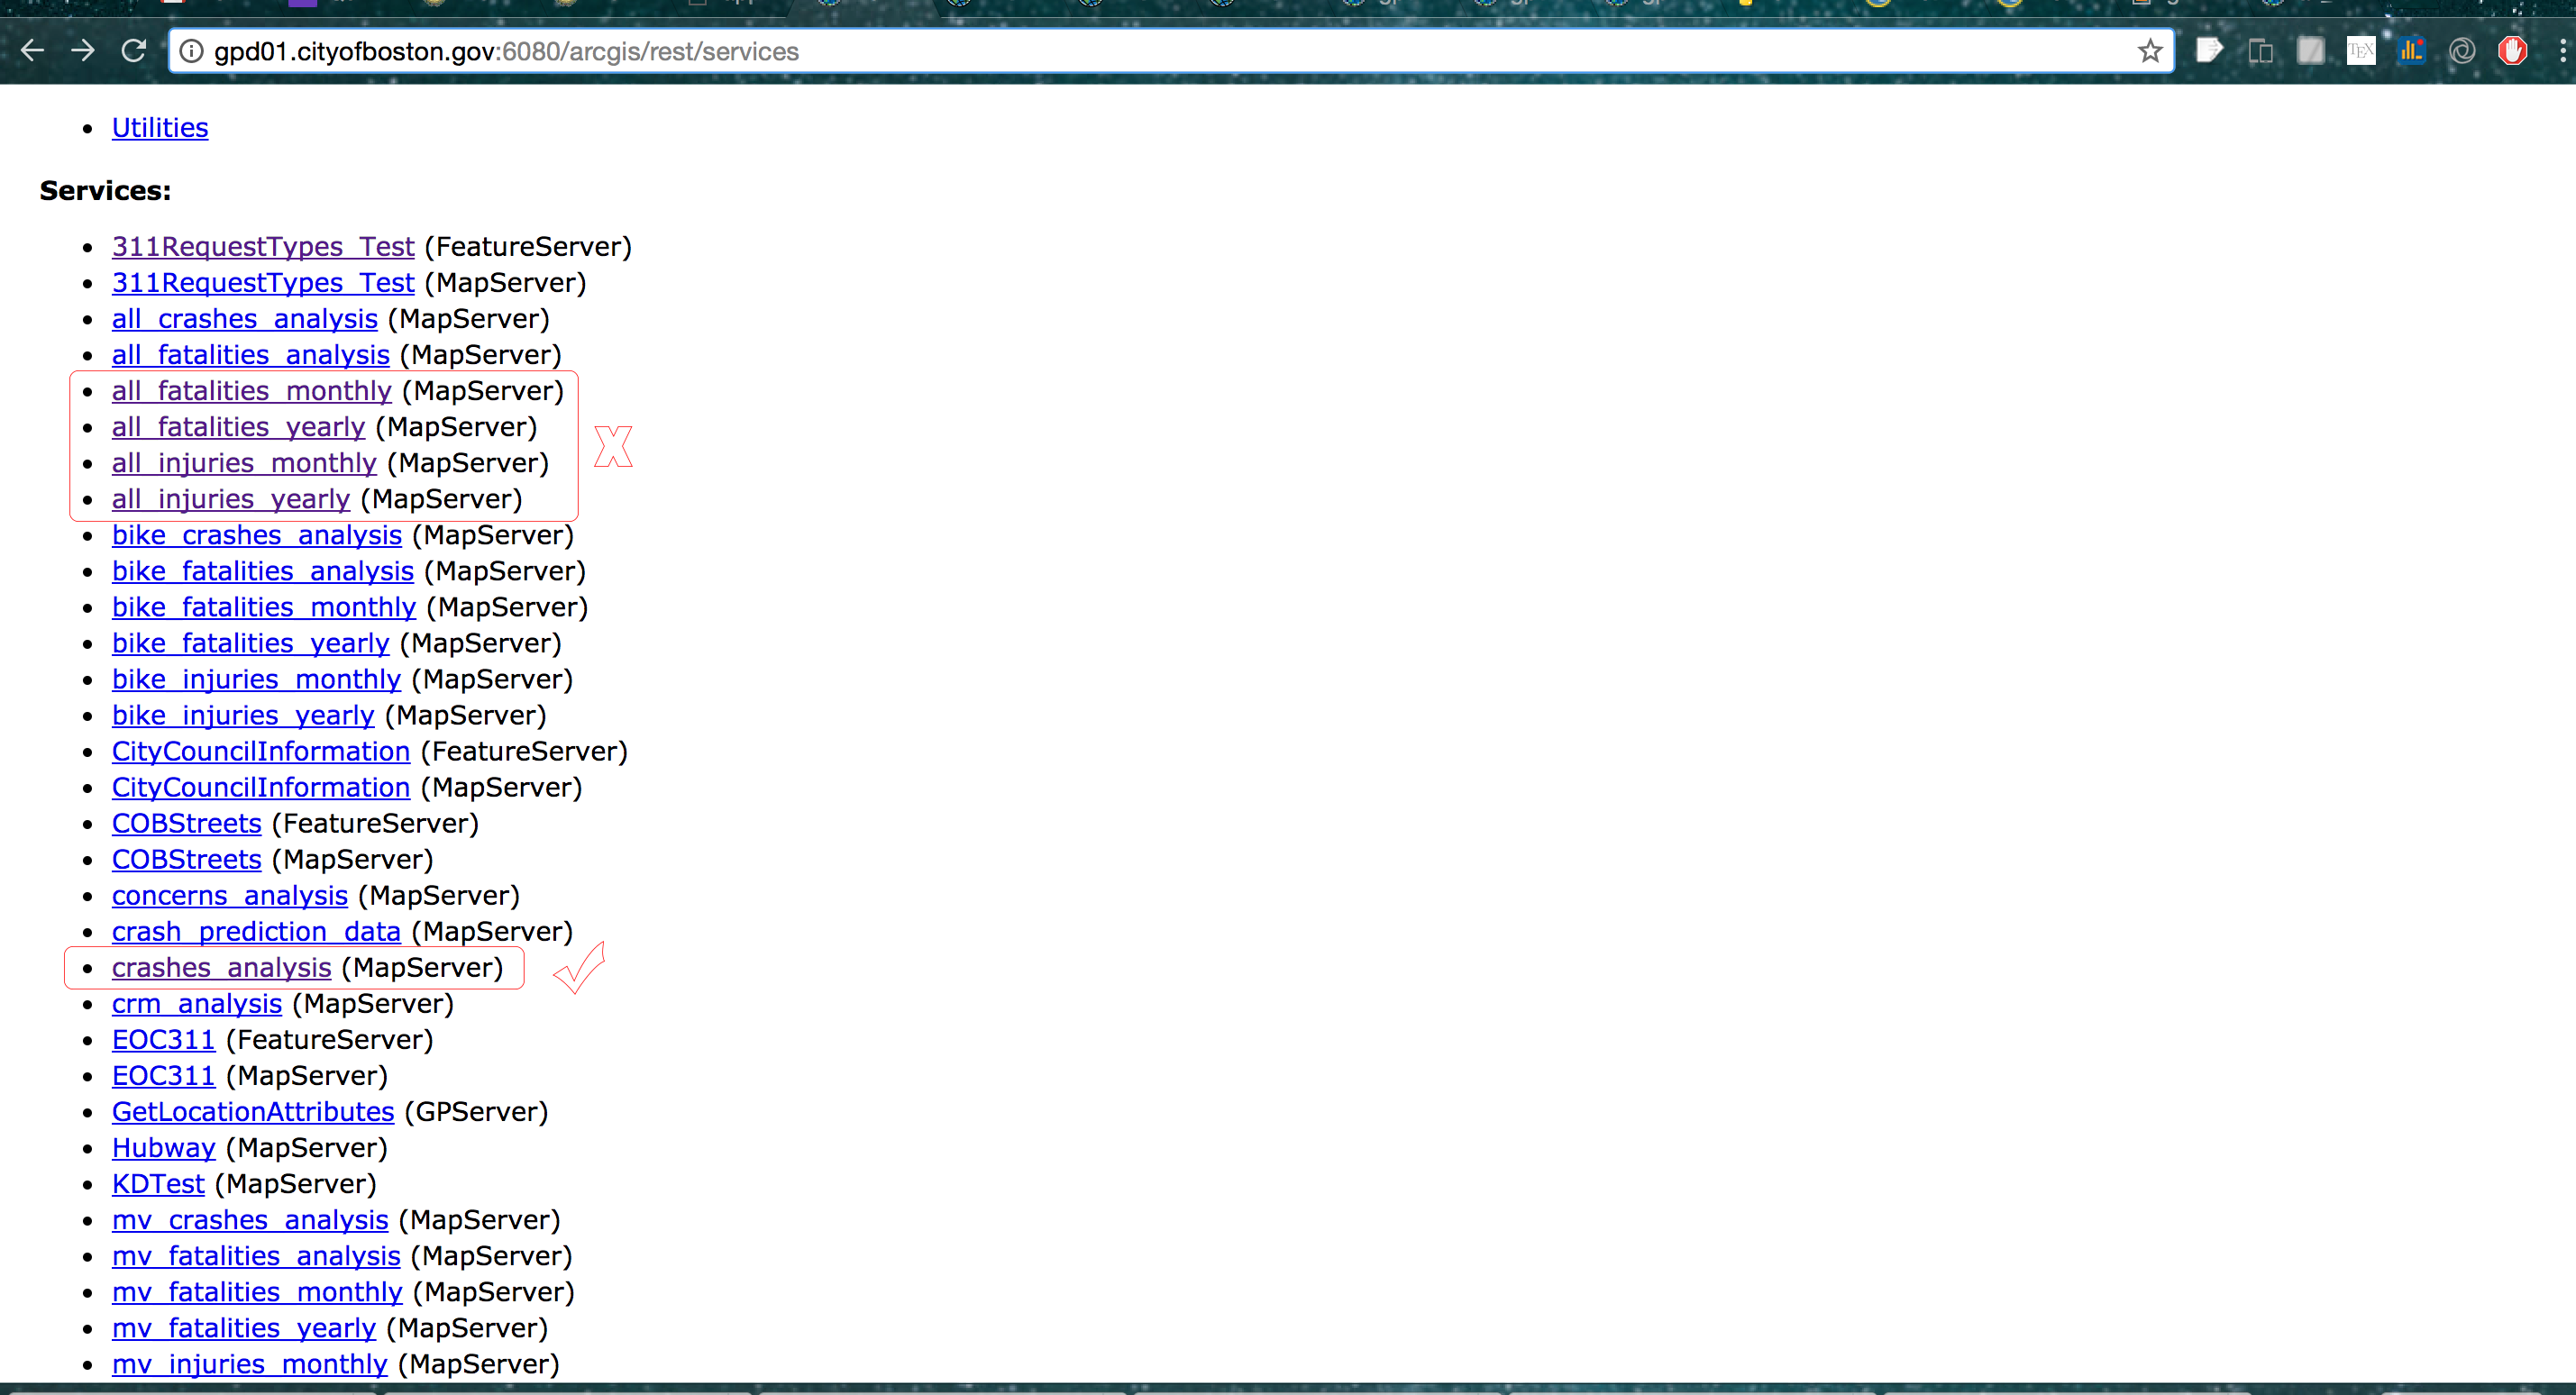 gpd01.cityofboston.gov:6080/arcgis/rest/services
TEX
Utilities
Services:
311RequestTypes_Test (FeatureServer)
311RequestTypes_Test (MapServer)
all_crashes_analysis (MapServer)
all_fatalities_analysis (MapServer)
all_fatalities_monthly (MapServer)
all_fatalities_yearly (MapServer)
all_injuries_monthly (MapServer)
all_injuries_yearly (MapServer)
X
bike_crashes_analysis (MapServer)
bike_fatalities_analysis (MapServer)
bike_fatalities_monthly (MapServer)
bike_fatalities_yearly (MapServer)
bike_injuries_monthly (MapServer)
bike_injuries_yearly (MapServer)
CityCouncilInformation (FeatureServer)
CityCouncilInformation (MapServer)
COBStreets (FeatureServer)
COBStreets (MapServer)
concerns_analysis (MapServer)
crash_prediction_data (MapServer)
crashes_analysis (MapServer)
crm_analysis (MapServer)
EOC311 (FeatureServer)
EOC311 (MapServer)
GetLocationAttributes (GPServer)
Hubway (MapServer)
KDTest (MapServer)
mv_crashes_analysis (MapServer)
mv_fatalities_analysis (MapServer)
mv_fatalities_monthly (MapServer)
mv_fatalities_yearly (MapServer)
mv_injuries_monthly (MapServer)